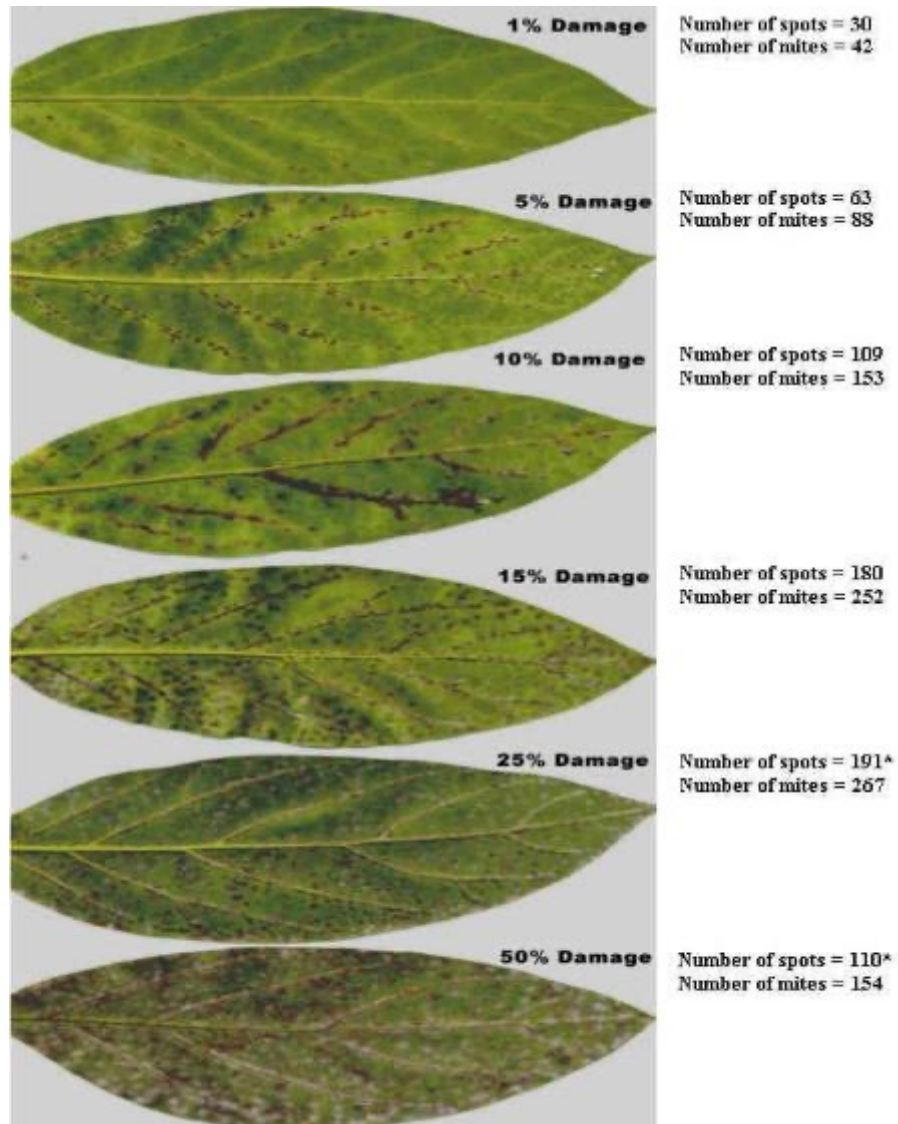 1% Damage
Number of spots = 30
Number of mites = 42
5% Damage
Number of spots = 63
Number of mites = 88
10% Damage
Number of spots = 109
Number of mites = 153
15% Damage
Number of spots = 180
Number of mites = 252
25% Damage
Number of spots = 191*
Number of mites = 267
50% Damage
Number of spots = 110*
Number of mites = 154